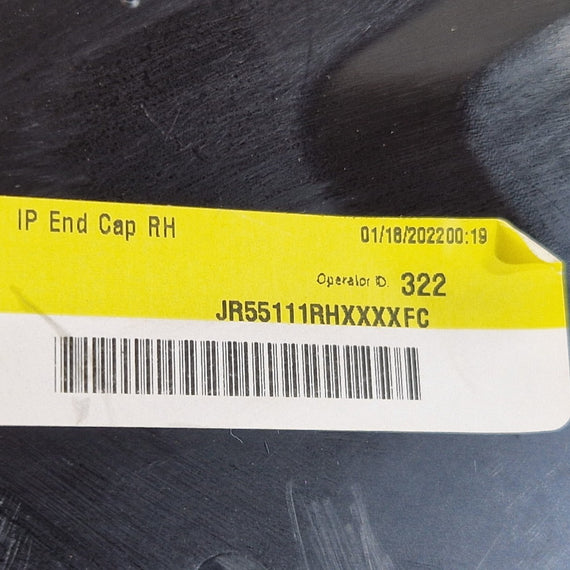 IP End Cap RH
01/18/202200:19
Operator ID: 322
JR55111RHXXXXFC